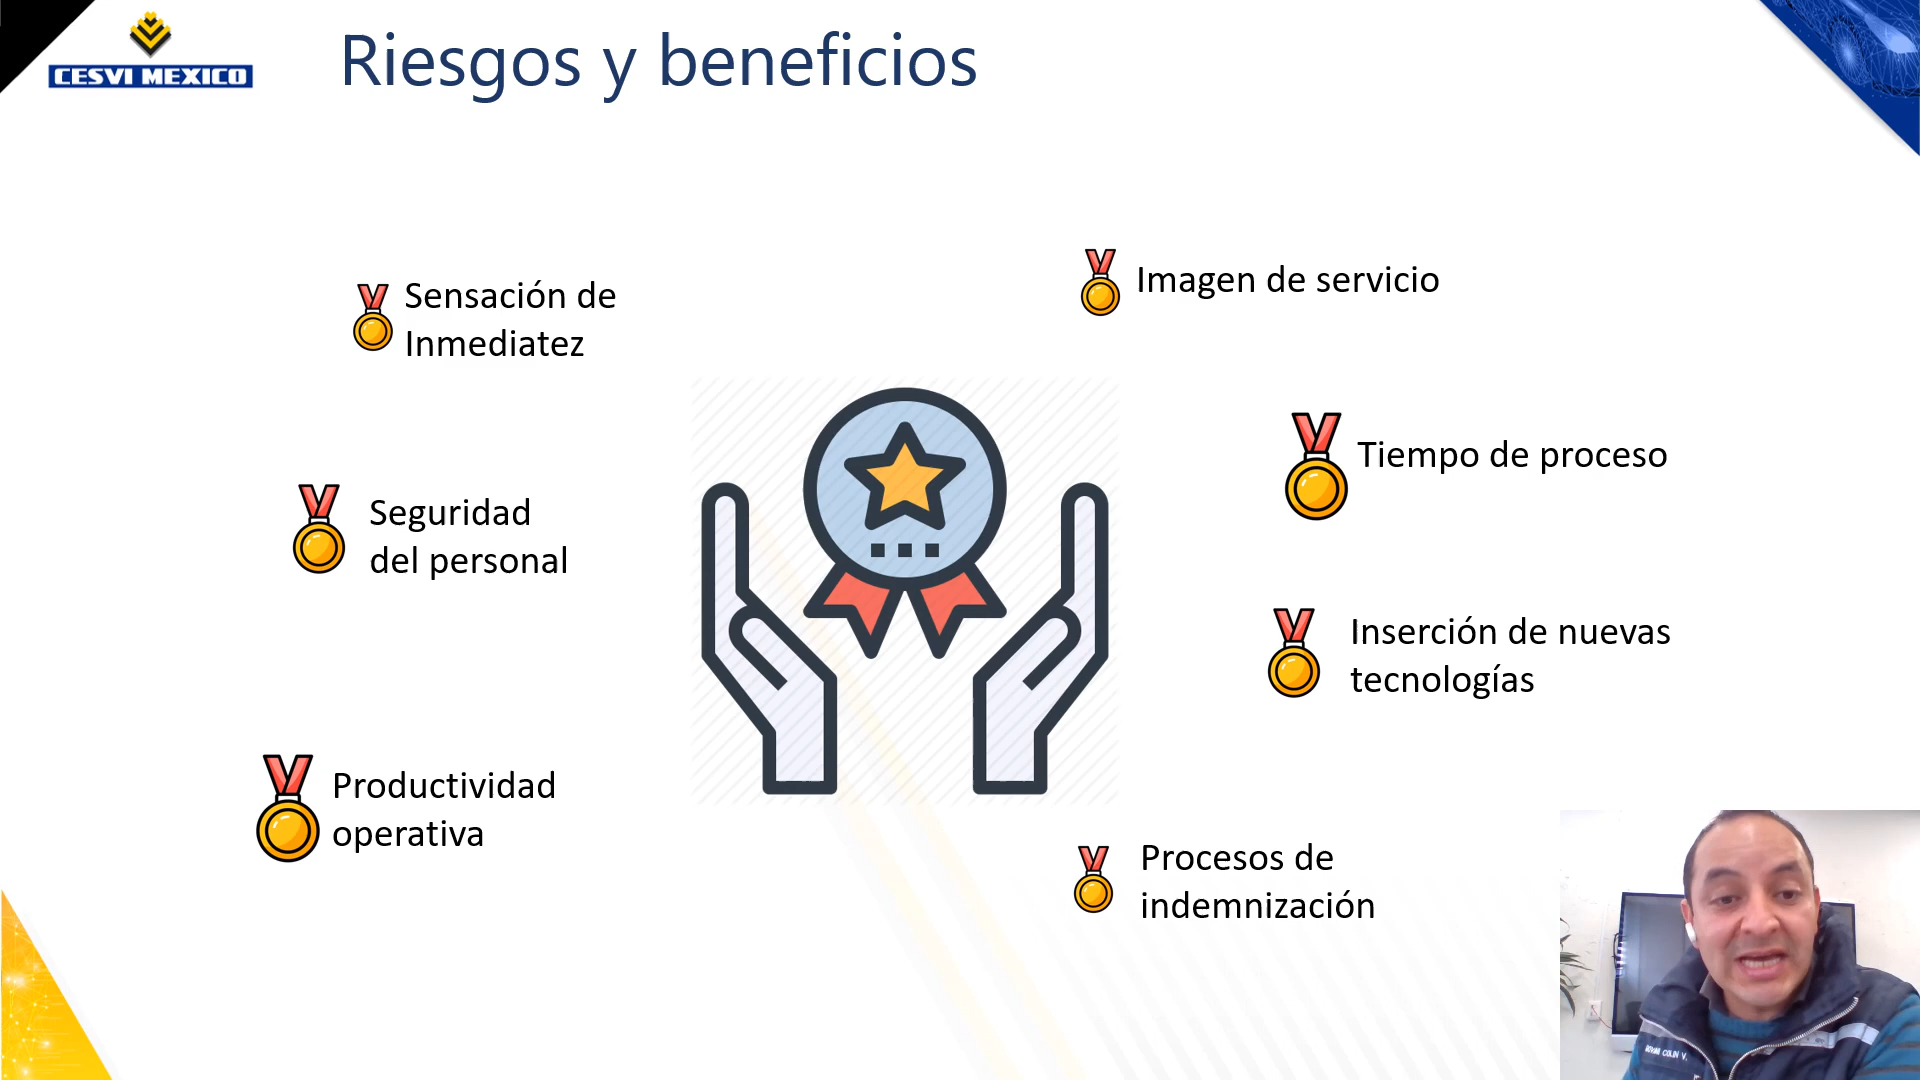 CESVI MEXICO
Riesgos y beneficios
Sensación de
Inmediatez
Imagen de servicio
Tiempo de proceso
Seguridad
del personal
Inserción de nuevas
tecnologías
Productividad
operativa
Procesos de
indemnización
COLIN V.